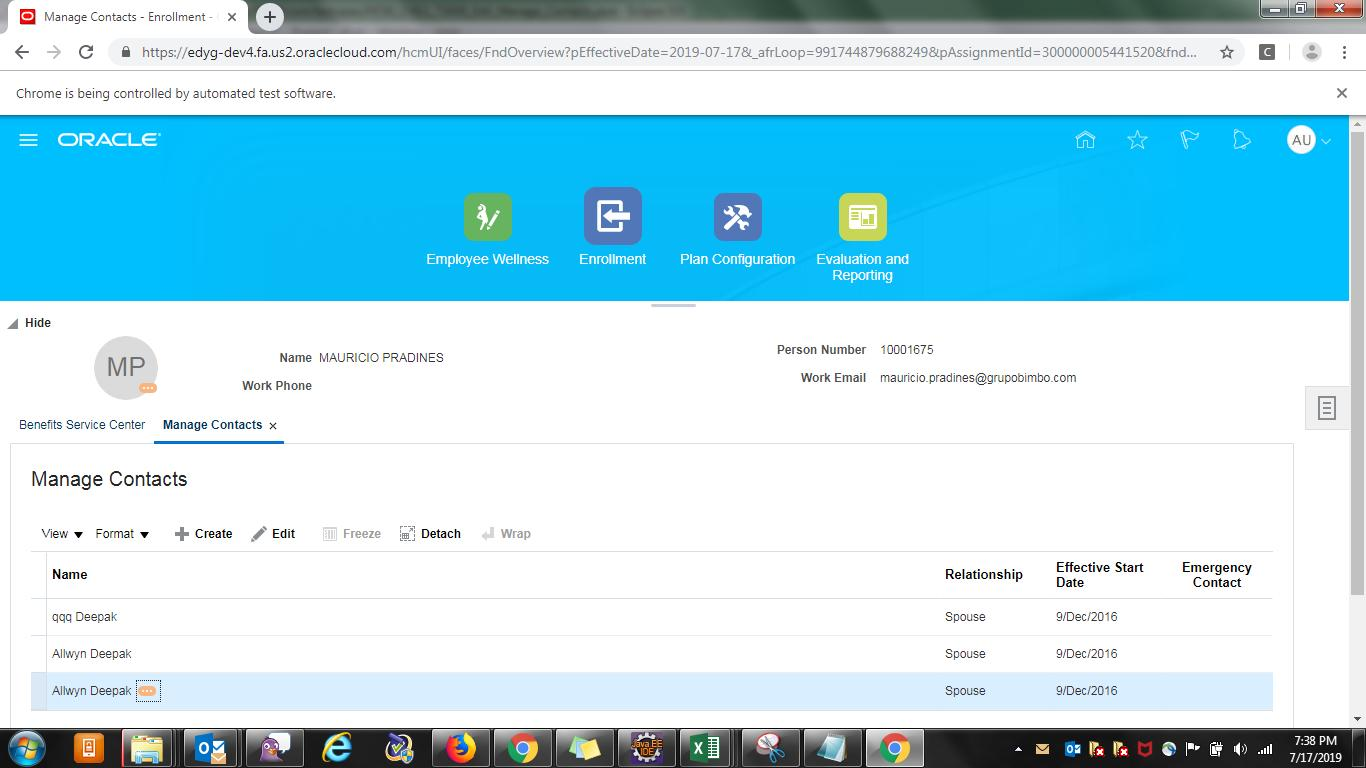 Manage Contacts - Enrollment -
https://edyg-dev4.fa.us2.oraclecloud.com/hcmUI/faces/FndOverview?pEffectiveDate=2019-07-17&_afrLoop=991744879688249&pAssignmentId=300000005441520&fnd...
C
Chrome is being controlled by automated test software.
ORACLE
AU
Employee Wellness
Enrollment
Plan Configuration
Evaluation and
Reporting
Hide
MP
Name MAURICIO PRADINES
Work Phone
Person Number 10001675
Work Email mauricio.pradines@grupobimbo.com
Benefits Service Center
Manage Contacts
Manage Contacts
View Format Create Edit Freeze Detach Wrap
Name
Relationship
Effective Start
Date
Emergency
Contact
qqq Deepak Spouse 9/Dec/2016
Allwyn Deepak Spouse 9/Dec/2016
Allwyn Deepak Spouse 9/Dec/2016
Java EE
IDE
7:38 PM
7/17/2019